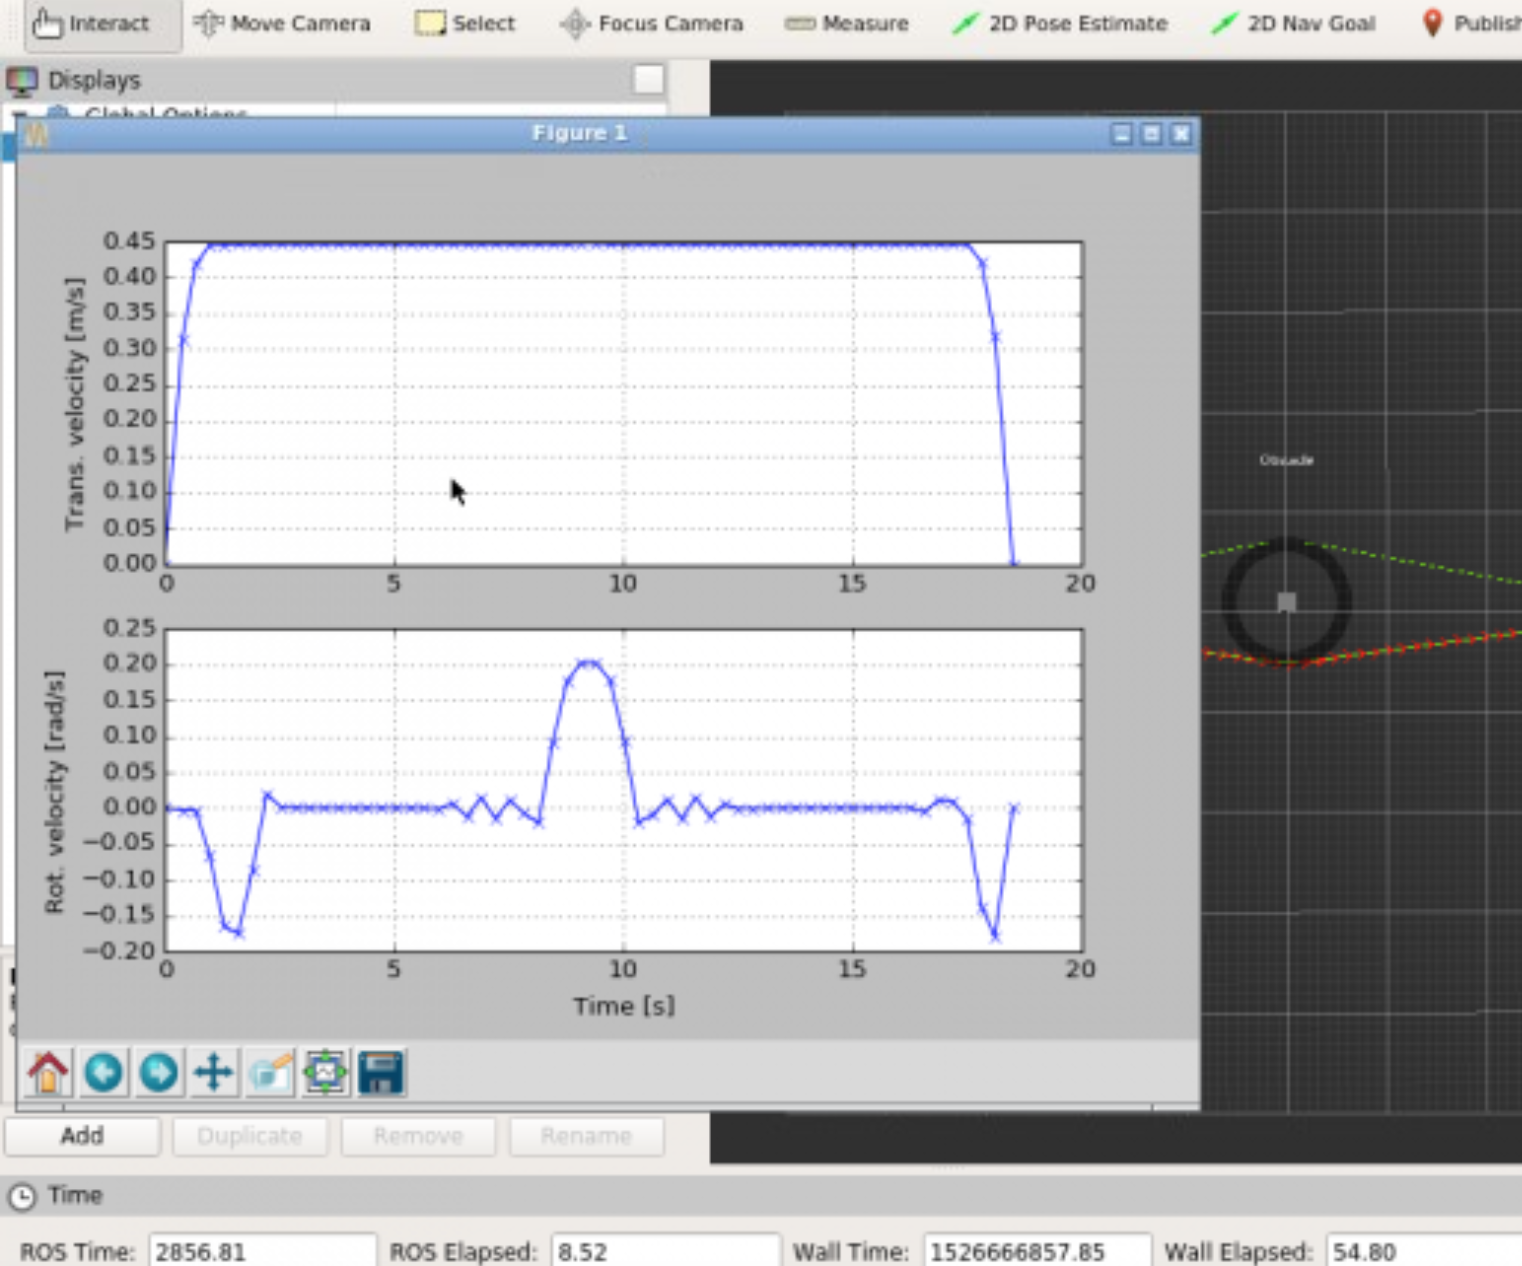 Interact Move Camera Select Focus Camera Measure 2D Pose Estimate 2D Nav Goal Publish
Displays
Global Options
Figure 1
0.45
0.40
0.35
0.30
0.25
0.20
0.15
0.10
0.05
0.00
Trans. velocity [m/s]
0 5 10 15 20
0.25
0.20
0.15
0.10
0.05
0.00
−0.05
−0.10
−0.15
−0.20
Rot. velocity [rad/s]
0 5 10 15 20
Time [s]
Obstacle
Add Duplicate Remove Rename
Time
ROS Time: 2856.81 ROS Elapsed: 8.52 Wall Time: 1526666857.85 Wall Elapsed: 54.80